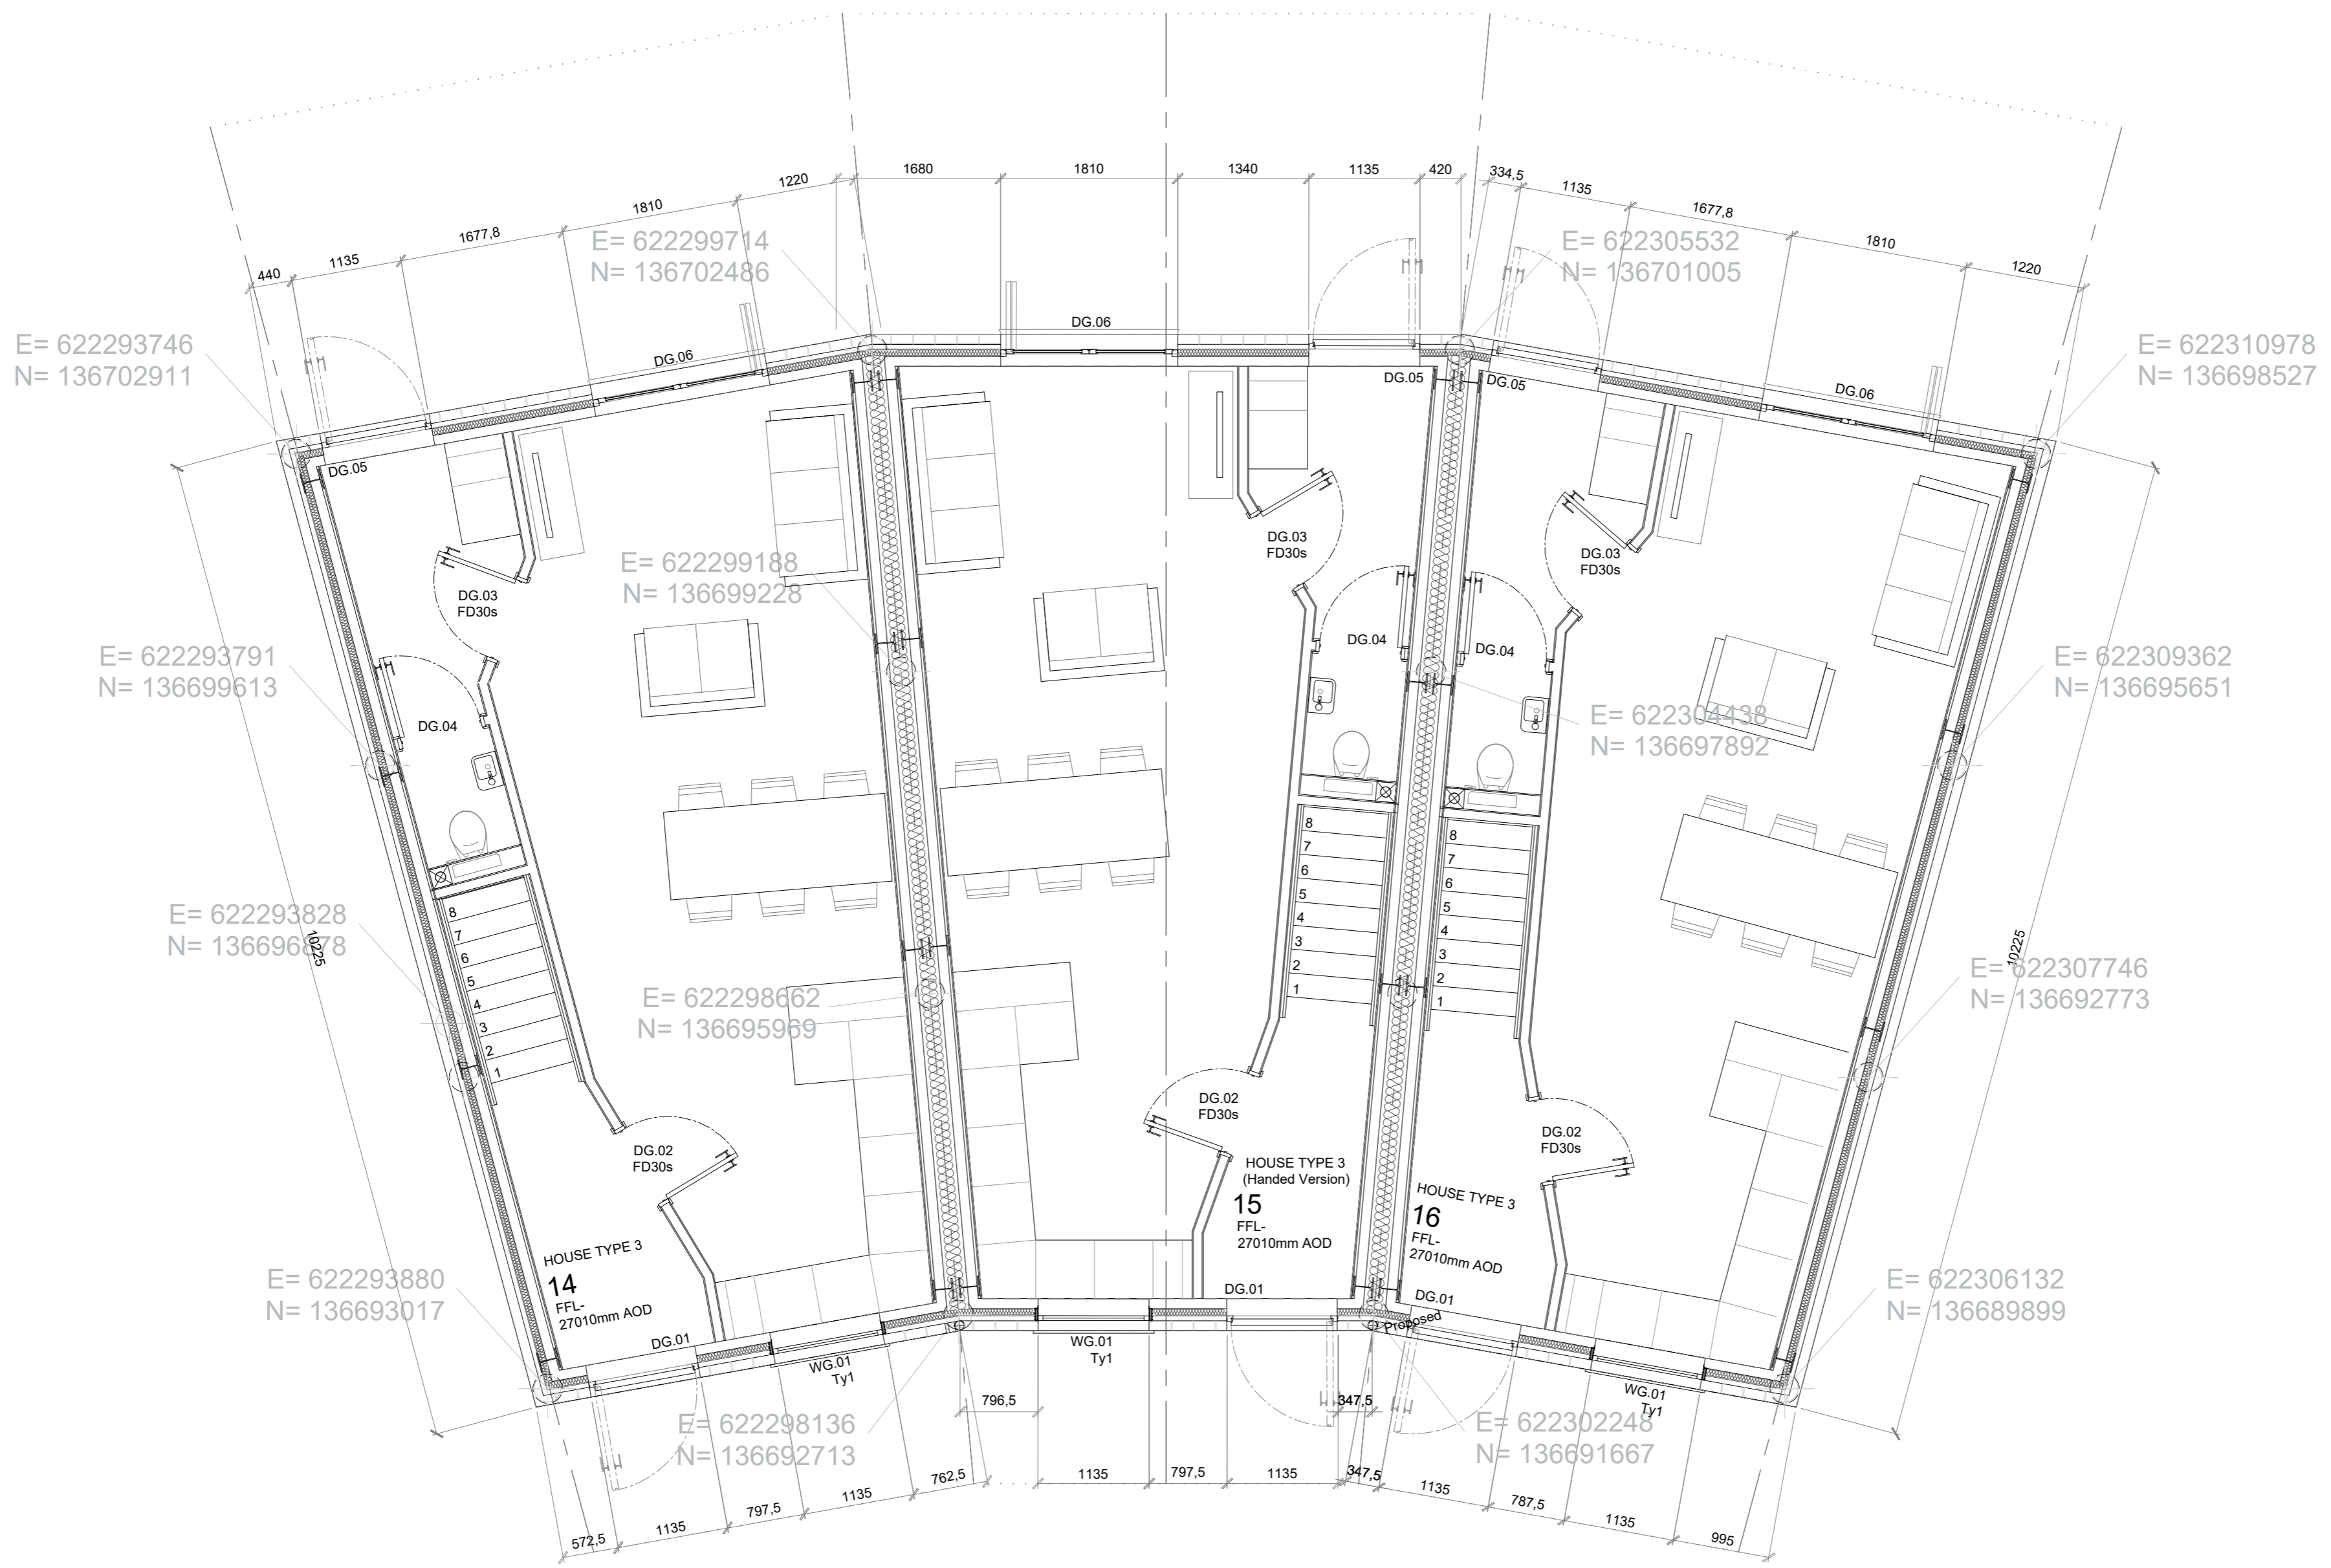 1680
1810
1340
1135
420
334,5
1135
1677,8
1810
1220
1220
1810
1677,8
1135
440
E= 622299714
N= 136702486
E= 622305532
N= 136701005
E= 622293746
N= 136702911
E= 622310978
N= 136698527
DG.06
DG.06
DG.06
DG.05
DG.05
DG.05
DG.03
FD30s
DG.03
FD30s
DG.03
FD30s
E= 622299188
N= 136699228
E= 622293791
N= 136699613
E= 622309362
N= 136695651
DG.04
DG.04
DG.04
E= 622304438
N= 136697892
8
7
6
5
4
3
2
1
8
7
6
5
4
3
2
1
8
7
6
5
4
3
2
1
E= 622293828
N= 136696878
10225
10225
E= 622298662
N= 136695969
E= 622307746
N= 136692773
DG.02
FD30s
DG.02
FD30s
DG.02
FD30s
HOUSE TYPE 3
14
FFL-
27010mm AOD
HOUSE TYPE 3
(Handed Version)
15
FFL-
27010mm AOD
HOUSE TYPE 3
16
FFL-
27010mm AOD
E= 622293880
N= 136693017
E= 622306132
N= 136689899
DG.01
DG.01
DG.01
Proposed
WG.01
Ty1
WG.01
Ty1
WG.01
Ty1
796,5
347,5
E= 622298136
N= 136692713
E= 622302248
N= 136691667
572,5
1135
797,5
1135
762,5
1135
797,5
1135
347,5
1135
787,5
1135
995